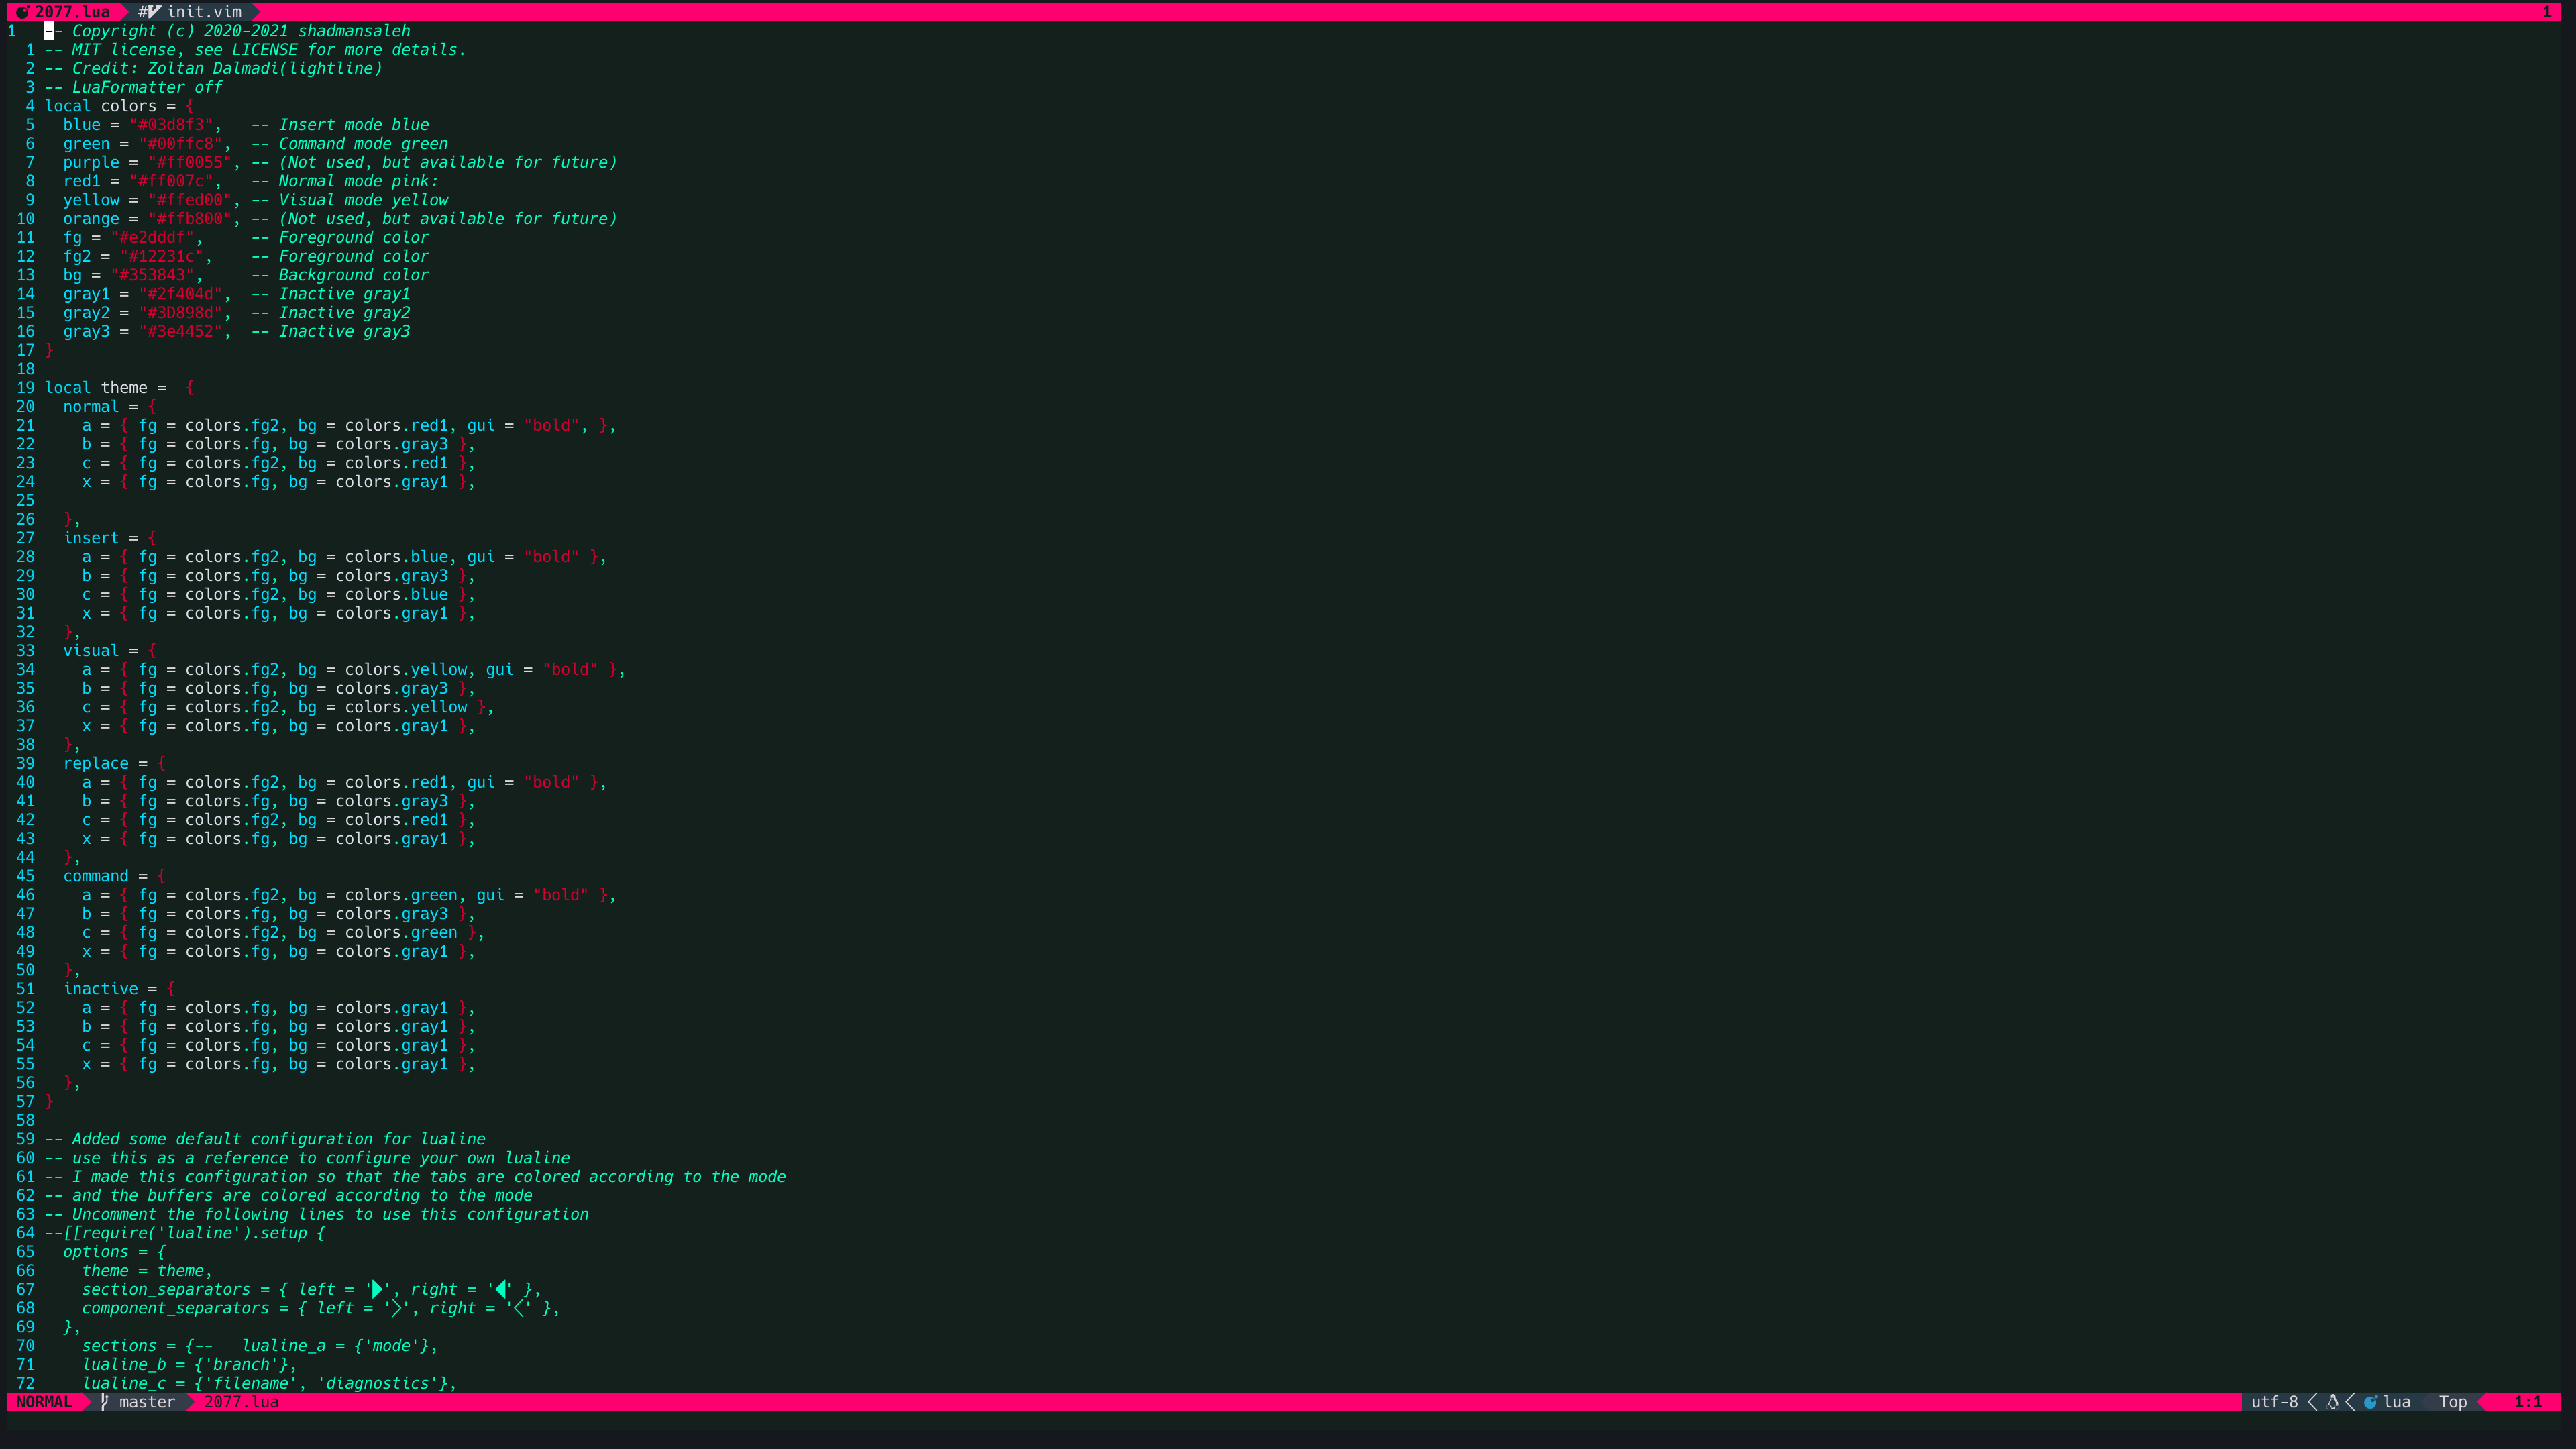 2077.lua # init.vim 1
1 -- Copyright (c) 2020-2021 shadmansaleh
1 -- MIT license, see LICENSE for more details.
2 -- Credit: Zoltan Dalmadi(lightline)
3 -- LuaFormatter off
4 local colors = {
5   blue = "#03d8f3",   -- Insert mode blue
6   green = "#00ffc8",  -- Command mode green
7   purple = "#ff0055", -- (Not used, but available for future)
8   red1 = "#ff007c",   -- Normal mode pink:
9   yellow = "#ffed00", -- Visual mode yellow
10   orange = "#ffb800", -- (Not used, but available for future)
11   fg = "#e2dddf",     -- Foreground color
12   fg2 = "#12231c",    -- Foreground color
13   bg = "#353843",     -- Background color
14   gray1 = "#2f404d",  -- Inactive gray1
15   gray2 = "#3D898d",  -- Inactive gray2
16   gray3 = "#3e4452",  -- Inactive gray3
17 }
18
19 local theme =  {
20   normal = {
21     a = { fg = colors.fg2, bg = colors.red1, gui = "bold", },
22     b = { fg = colors.fg, bg = colors.gray3 },
23     c = { fg = colors.fg2, bg = colors.red1 },
24     x = { fg = colors.fg, bg = colors.gray1 },
25
26   },
27   insert = {
28     a = { fg = colors.fg2, bg = colors.blue, gui = "bold" },
29     b = { fg = colors.fg, bg = colors.gray3 },
30     c = { fg = colors.fg2, bg = colors.blue },
31     x = { fg = colors.fg, bg = colors.gray1 },
32   },
33   visual = {
34     a = { fg = colors.fg2, bg = colors.yellow, gui = "bold" },
35     b = { fg = colors.fg, bg = colors.gray3 },
36     c = { fg = colors.fg2, bg = colors.yellow },
37     x = { fg = colors.fg, bg = colors.gray1 },
38   },
39   replace = {
40     a = { fg = colors.fg2, bg = colors.red1, gui = "bold" },
41     b = { fg = colors.fg, bg = colors.gray3 },
42     c = { fg = colors.fg2, bg = colors.red1 },
43     x = { fg = colors.fg, bg = colors.gray1 },
44   },
45   command = {
46     a = { fg = colors.fg2, bg = colors.green, gui = "bold" },
47     b = { fg = colors.fg, bg = colors.gray3 },
48     c = { fg = colors.fg2, bg = colors.green },
49     x = { fg = colors.fg, bg = colors.gray1 },
50   },
51   inactive = {
52     a = { fg = colors.fg, bg = colors.gray1 },
53     b = { fg = colors.fg, bg = colors.gray1 },
54     c = { fg = colors.fg, bg = colors.gray1 },
55     x = { fg = colors.fg, bg = colors.gray1 },
56   },
57 }
58
59 -- Added some default configuration for lualine
60 -- use this as a reference to configure your own lualine
61 -- I made this configuration so that the tabs are colored according to the mode
62 -- and the buffers are colored according to the mode
63 -- Uncomment the following lines to use this configuration
64 --[[require('lualine').setup {
65   options = {
66     theme = theme,
67     section_separators = { left = '', right = '' },
68     component_separators = { left = '', right = '' },
69   },
70     sections = {--   lualine_a = {'mode'},
71     lualine_b = {'branch'},
72     lualine_c = {'filename', 'diagnostics'},
NORMAL master 2077.lua utf-8 lua Top 1:1